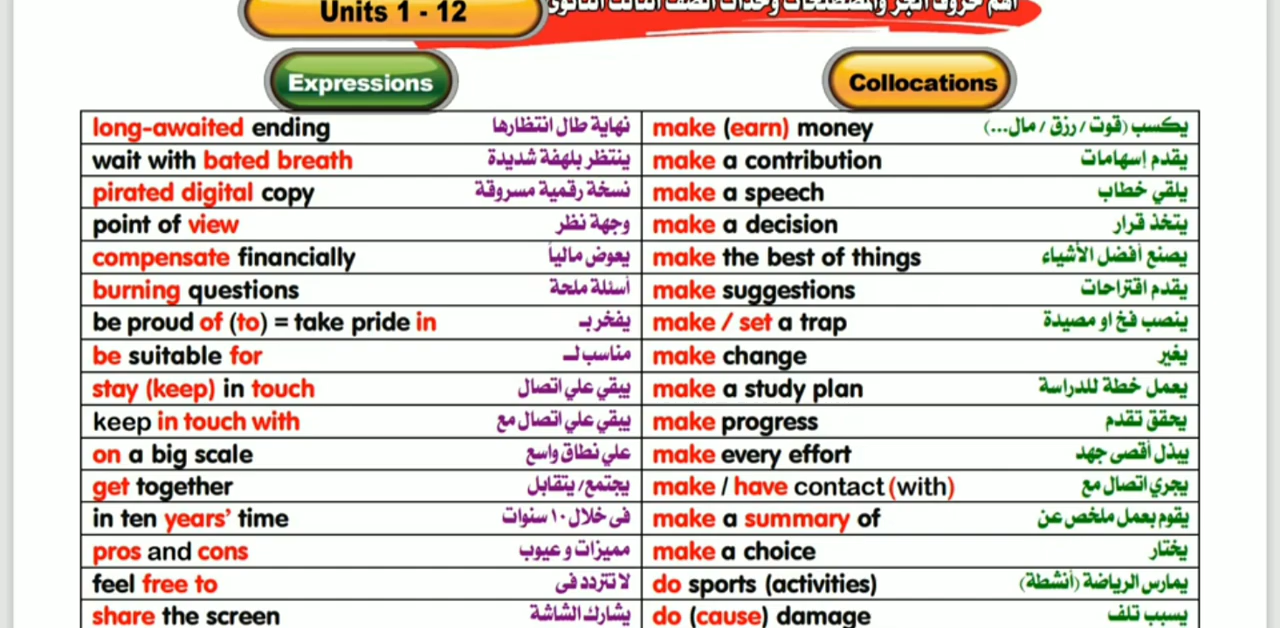 Units 1 - 12
أهم حروف الجر والمصطلحات وحدات الصف الثالث الثانوي
Expressions
Collocations
long-awaited ending نهاية طال انتظارها
make (earn) money يكسب (قوت / رزق / مال...)
wait with bated breath ينتظر بلهفة شديدة
make a contribution يقدم إسهامات
pirated digital copy نسخة رقمية مسروقة
make a speech يلقي خطاب
point of view وجهة نظر
make a decision يتخذ قرار
compensate financially يعوض مالياً
make the best of things يصنع أفضل الأشياء
burning questions أسئلة ملحة
make suggestions يقدم اقتراحات
be proud of (to) = take pride in يفخر بـ
make / set a trap ينصب فخ او مصيدة
be suitable for مناسب لـ
make change يغير
stay (keep) in touch يبقي علي اتصال
make a study plan يعمل خطة للدراسة
keep in touch with يبقي علي اتصال مع
make progress يحقق تقدم
on a big scale علي نطاق واسع
make every effort يبذل أقصى جهد
get together يجتمع/ يتقابل
make / have contact (with) يجري اتصال مع
in ten years' time فى خلال ١٠ سنوات
make a summary of يقوم بعمل ملخص عن
pros and cons مميزات و عيوب
make a choice يختار
feel free to لا تتردد فى
do sports (activities) يمارس الرياضة (أنشطة)
share the screen يشارك الشاشة
do (cause) damage يسبب تلف